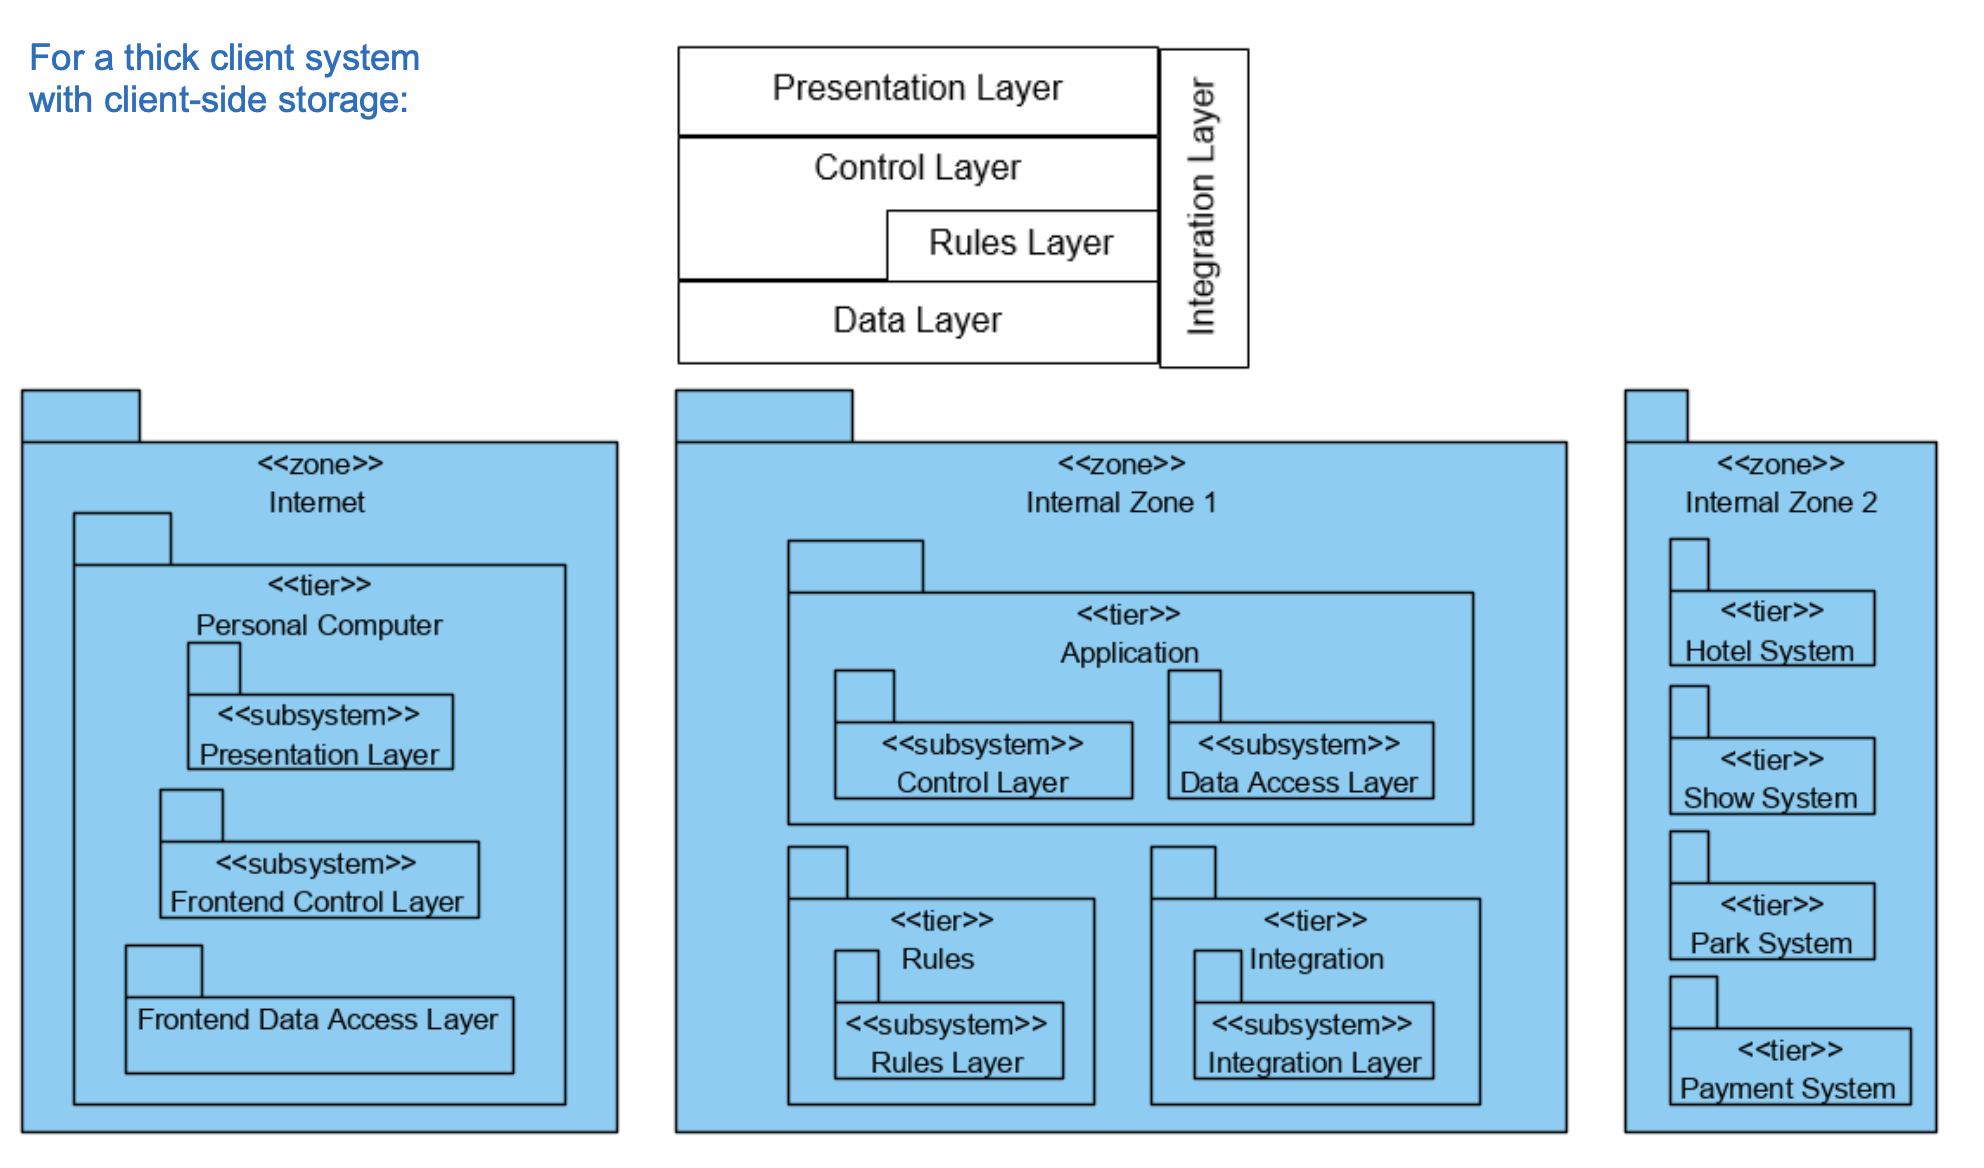 For a thick client system
with client-side storage:
Presentation Layer
Control Layer
Rules Layer
Data Layer
Integration Layer
<<zone>>
Internet
<<tier>>
Personal Computer
<<subsystem>>
Presentation Layer
<<subsystem>>
Frontend Control Layer
Frontend Data Access Layer
<<zone>>
Internal Zone 1
<<tier>>
Application
<<subsystem>>
Control Layer
<<subsystem>>
Data Access Layer
<<tier>>
Rules
<<subsystem>>
Rules Layer
<<tier>>
Integration
<<subsystem>>
Integration Layer
<<zone>>
Internal Zone 2
<<tier>>
Hotel System
<<tier>>
Show System
<<tier>>
Park System
<<tier>>
Payment System